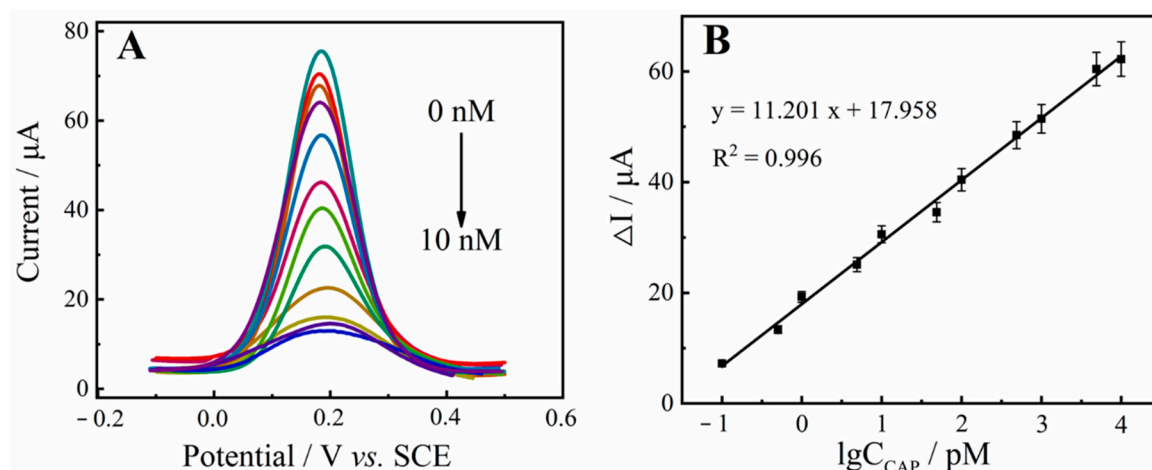 A
80
60
40
20
0
Current / μA
0 nM
10 nM
−0.2
0.0
0.2
0.4
0.6
Potential / V vs. SCE
B
60
40
20
0
△I / μA
y = 11.201 x + 17.958
R² = 0.996
−1
0
1
2
3
4
lgC_CAP / pM